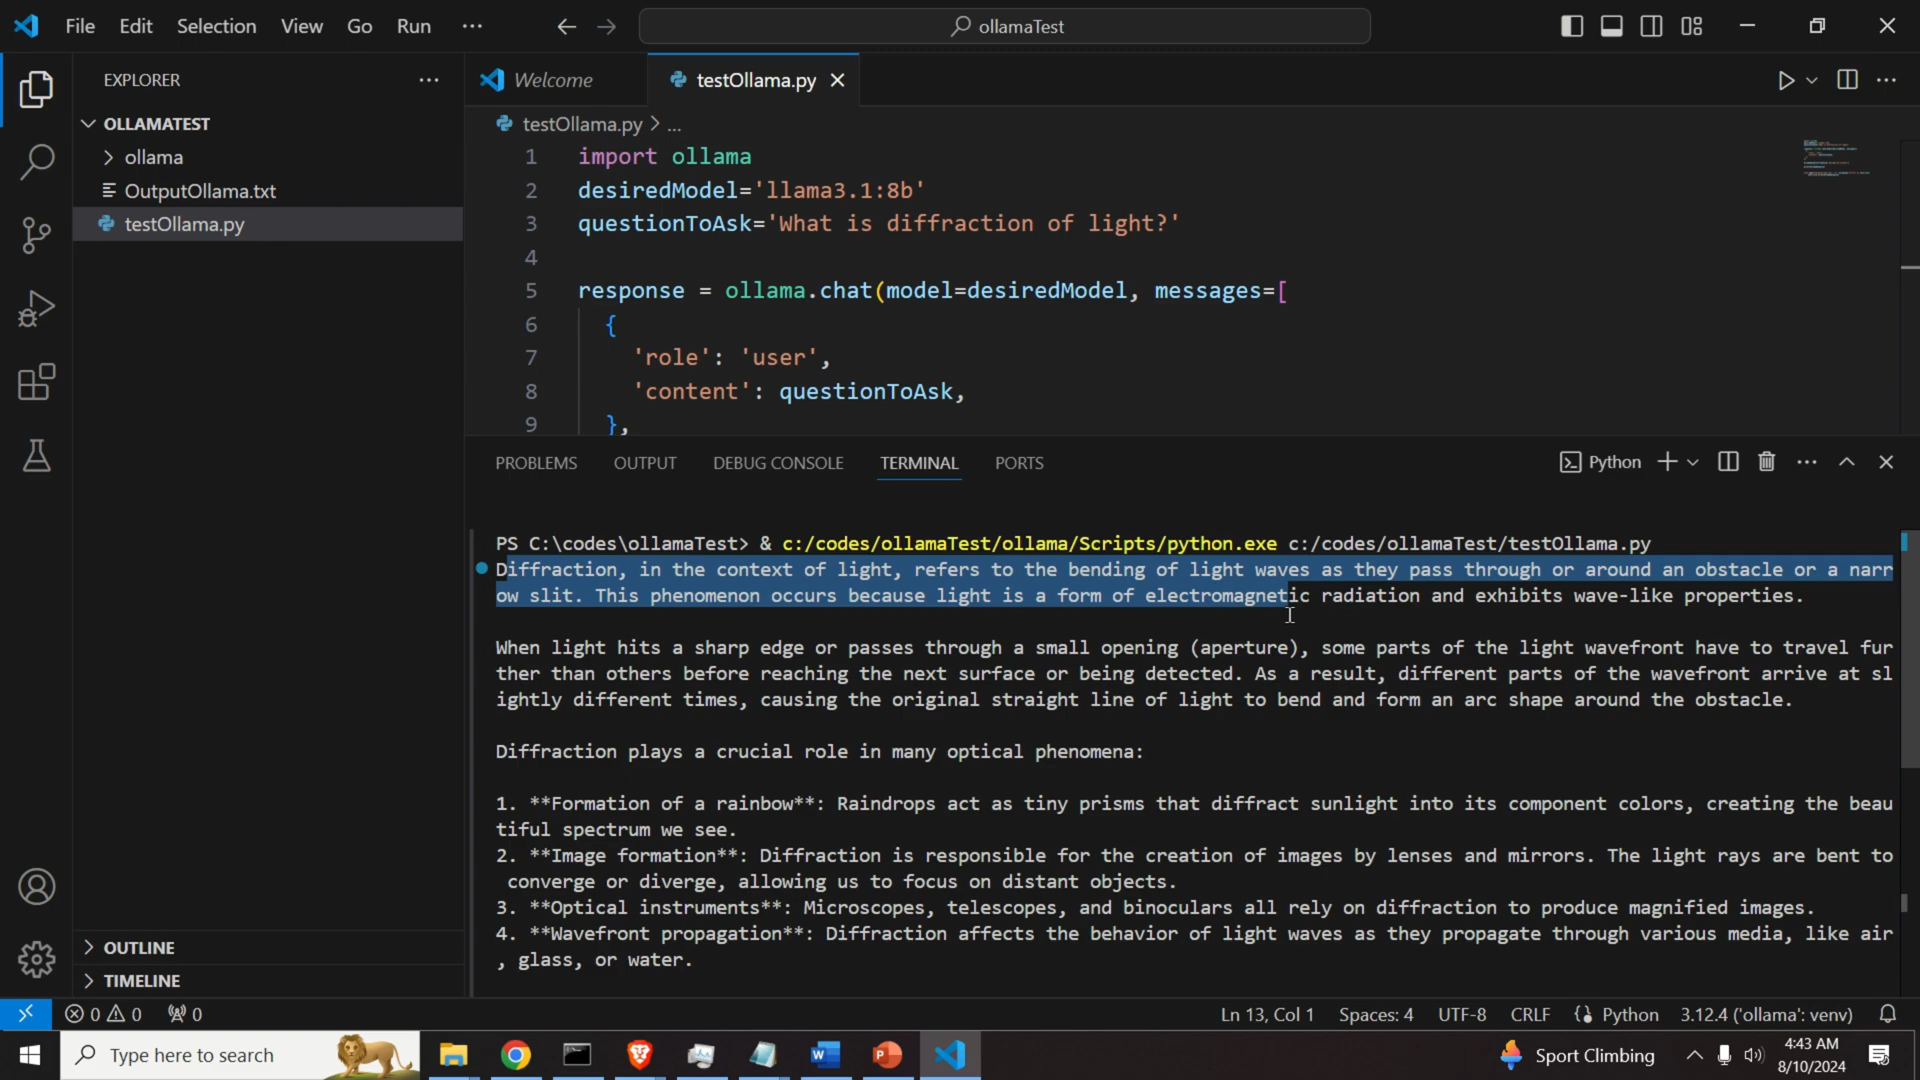 File Edit Selection View Go Run ··· ollamaTest
EXPLORER
Welcome testOllama.py
OLLAMATEST
testOllama.py > ...
ollama
OutputOllama.txt
testOllama.py
1 import ollama
2 desiredModel='llama3.1:8b'
3 questionToAsk='What is diffraction of light?'
4
5 response = ollama.chat(model=desiredModel, messages=[
6 {
7 'role': 'user',
8 'content': questionToAsk,
9 },
PROBLEMS OUTPUT DEBUG CONSOLE TERMINAL PORTS Python
PS C:\codes\ollamaTest> & c:/codes/ollamaTest/ollama/Scripts/python.exe c:/codes/ollamaTest/testOllama.py
Diffraction, in the context of light, refers to the bending of light waves as they pass through or around an obstacle or a narr
ow slit. This phenomenon occurs because light is a form of electromagnetic radiation and exhibits wave-like properties.
When light hits a sharp edge or passes through a small opening (aperture), some parts of the light wavefront have to travel fur
ther than others before reaching the next surface or being detected. As a result, different parts of the wavefront arrive at sl
ightly different times, causing the original straight line of light to bend and form an arc shape around the obstacle.
Diffraction plays a crucial role in many optical phenomena:
1. **Formation of a rainbow**: Raindrops act as tiny prisms that diffract sunlight into its component colors, creating the beau
tiful spectrum we see.
2. **Image formation**: Diffraction is responsible for the creation of images by lenses and mirrors. The light rays are bent to
converge or diverge, allowing us to focus on distant objects.
3. **Optical instruments**: Microscopes, telescopes, and binoculars all rely on diffraction to produce magnified images.
4. **Wavefront propagation**: Diffraction affects the behavior of light waves as they propagate through various media, like air
, glass, or water.
OUTLINE
TIMELINE
0 0 0 Ln 13, Col 1 Spaces: 4 UTF-8 CRLF Python 3.12.4 ('ollama': venv)
Type here to search Sport Climbing 4:43 AM
8/10/2024